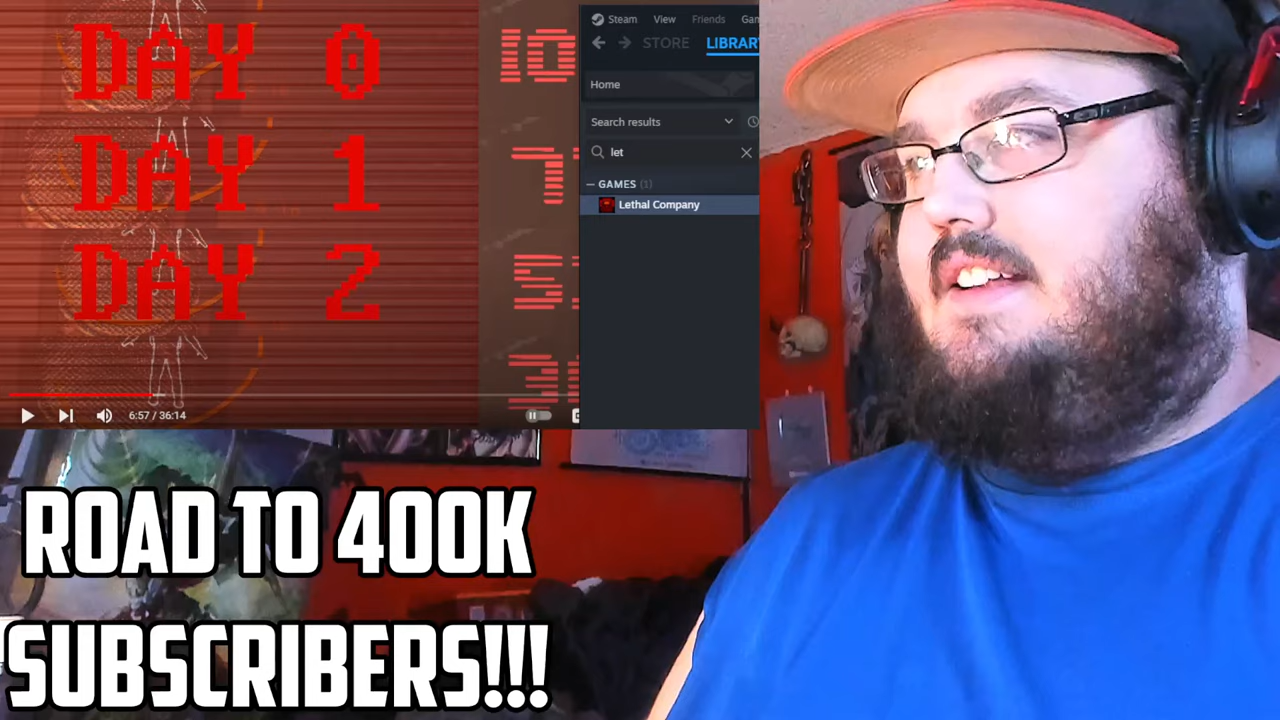 DAY 0
DAY 1
DAY 2
Steam View Friends
STORE
Home
Search results
let
GAMES (1)
Lethal Company
6:57 / 36:14
ROAD TO 400K
SUBSCRIBERS!!!